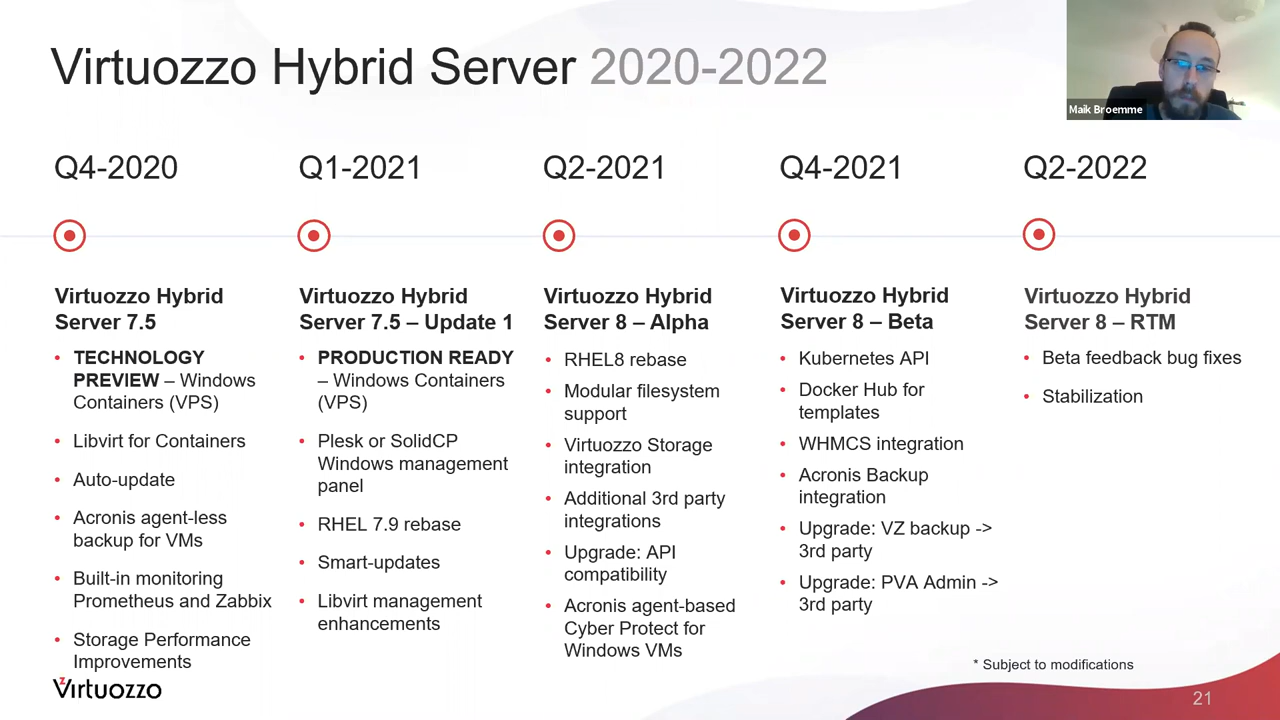 Virtuozzo Hybrid Server 2020-2022
Maik Broemme
Q4-2020
Virtuozzo Hybrid
Server 7.5
• TECHNOLOGY
PREVIEW – Windows
Containers (VPS)
• Libvirt for Containers
• Auto-update
• Acronis agent-less
backup for VMs
• Built-in monitoring
Prometheus and Zabbix
• Storage Performance
Improvements
Q1-2021
Virtuozzo Hybrid
Server 7.5 – Update 1
• PRODUCTION READY
– Windows Containers
(VPS)
• Plesk or SolidCP
Windows management
panel
• RHEL 7.9 rebase
• Smart-updates
• Libvirt management
enhancements
Q2-2021
Virtuozzo Hybrid
Server 8 – Alpha
• RHEL8 rebase
• Modular filesystem
support
• Virtuozzo Storage
integration
• Additional 3rd party
integrations
• Upgrade: API
compatibility
• Acronis agent-based
Cyber Protect for
Windows VMs
Q4-2021
Virtuozzo Hybrid
Server 8 – Beta
• Kubernetes API
• Docker Hub for
templates
• WHMCS integration
• Acronis Backup
integration
• Upgrade: VZ backup ->
3rd party
• Upgrade: PVA Admin ->
3rd party
Q2-2022
Virtuozzo Hybrid
Server 8 – RTM
• Beta feedback bug fixes
• Stabilization
* Subject to modifications
Virtuozzo
21